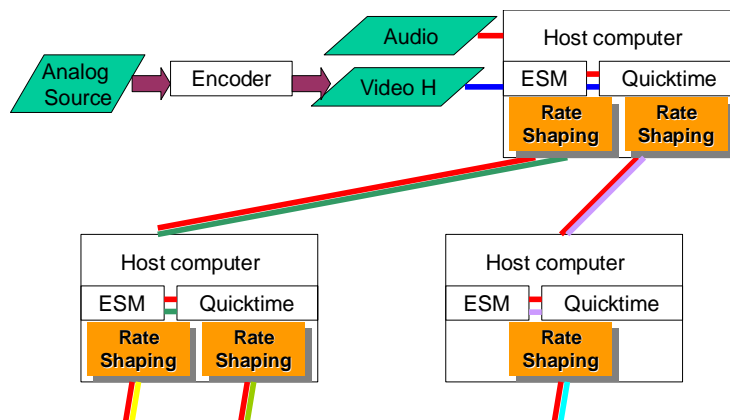 Audio
Host computer
Analog
Source
Encoder
Video H
ESM
Quicktime
Rate
Shaping
Rate
Shaping
Host computer
ESM
Quicktime
Rate
Shaping
Rate
Shaping
Host computer
ESM
Quicktime
Rate
Shaping